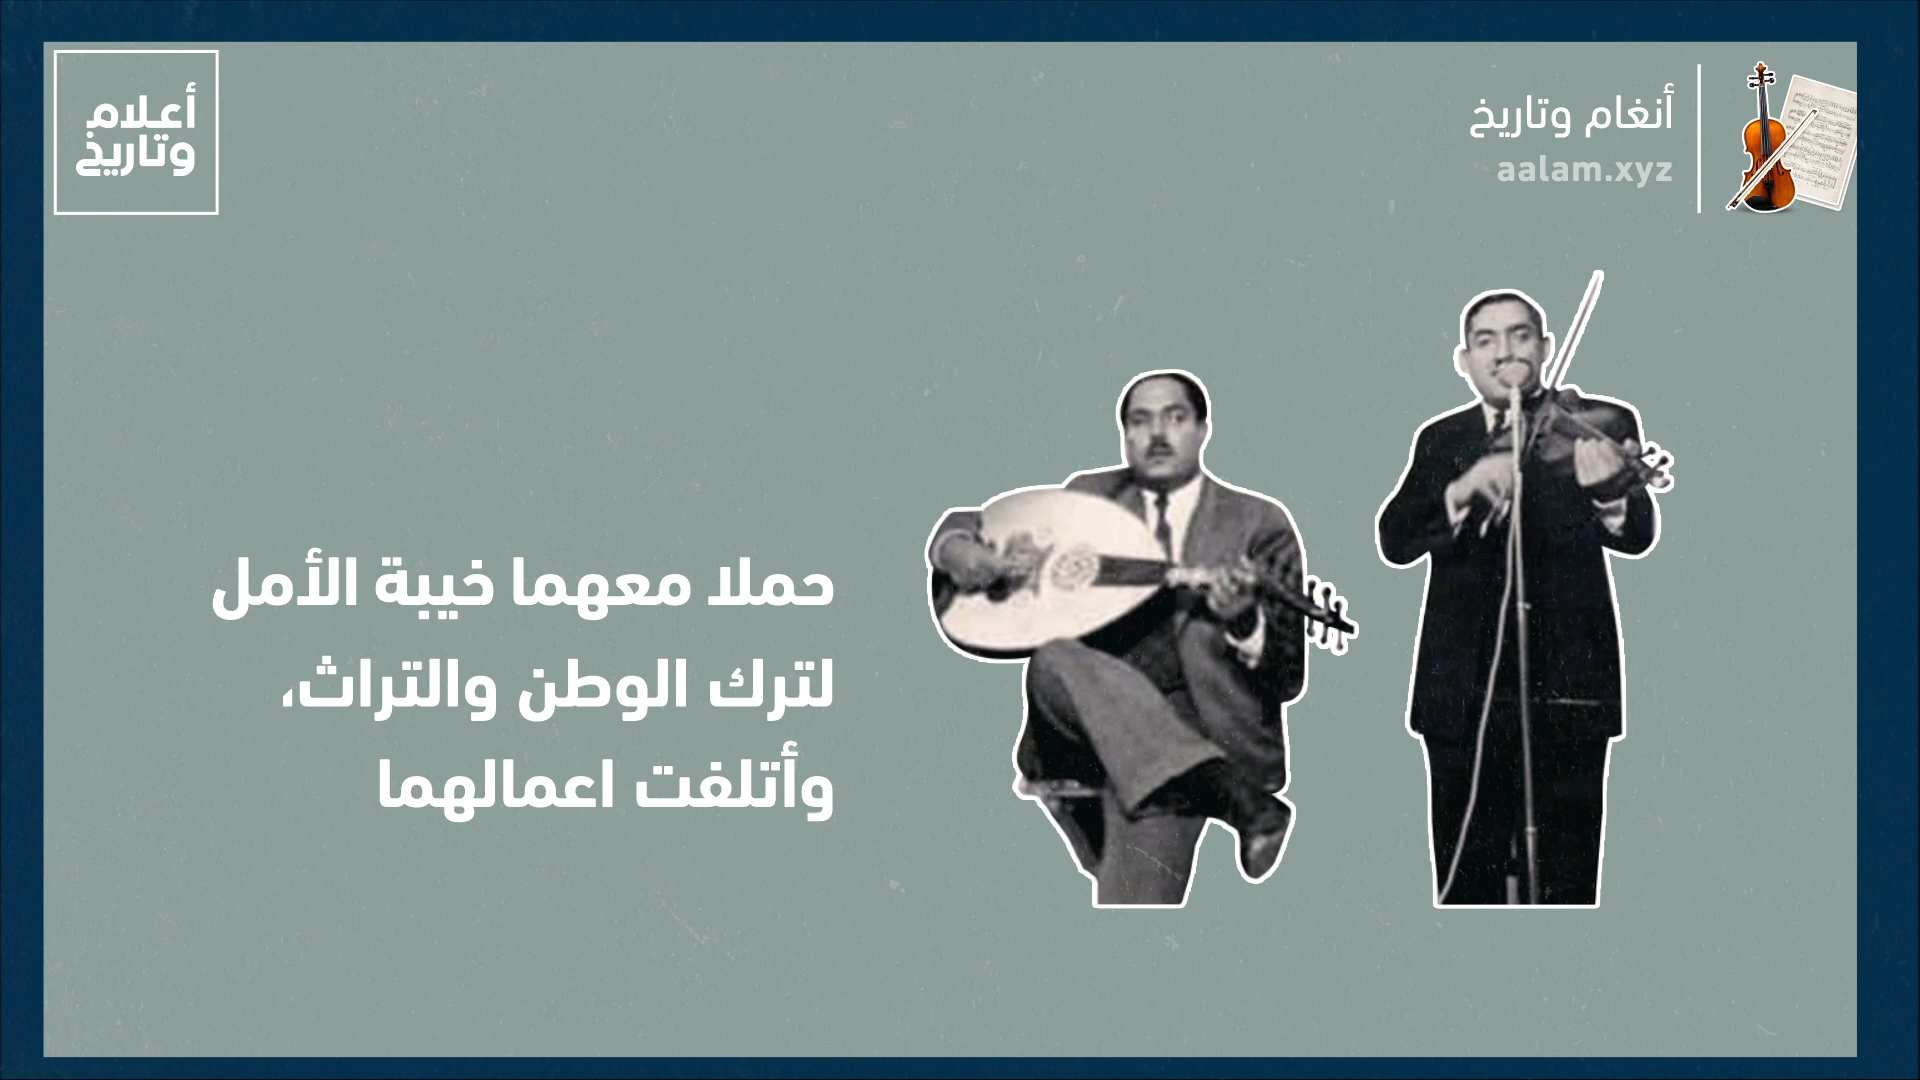 أنغام وتاريخ
aalam.xyz
أعلام
وتاريخ
حملا معهما خيبة الأمل
لترك الوطن والتراث،
وأتلفت اعمالهما